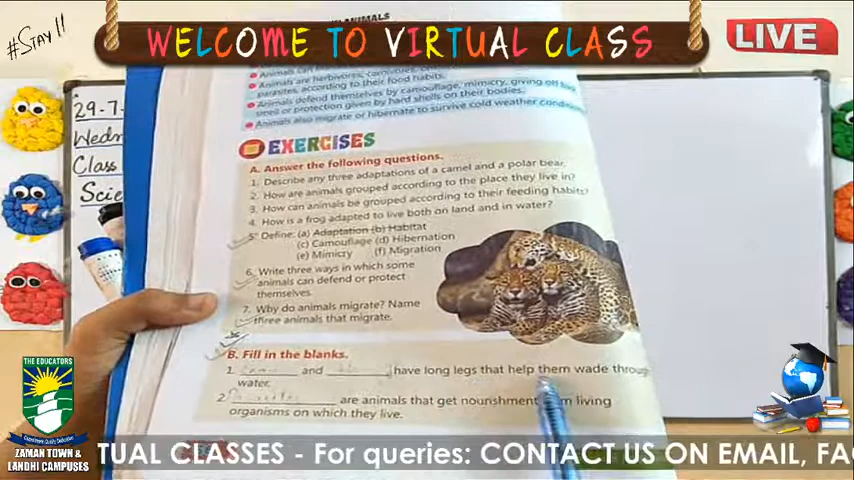 #Stay
WELCOME TO VIRTUAL CLASS
LIVE
ANIMALS
29-7-
Wedn
Class
Scie
Animals are herbivores, carnivores,
parasites, according to their food habits.
Animals defend themselves by camouflage, mimicry, giving off
smell or protection given by hard shells on their bodies.
Animals also migrate or hibernate to survive cold weather conditions.
EXERCISES
A. Answer the following questions.
1. Describe any three adaptations of a camel and a polar bear.
2. How are animals grouped according to the place they live in?
3. How can animals be grouped according to their feeding habits?
4. How is a frog adapted to live both on land and in water?
5. Define: (a) Adaptation (b) Habitat
(c) Camouflage (d) Hibernation
(e) Mimicry (f) Migration
6. Write three ways in which some
animals can defend or protect
themselves.
7. Why do animals migrate? Name
three animals that migrate.
B. Fill in the blanks.
1. and have long legs that help them wade through
water.
2. are animals that get nourishment living
organisms on which they live.
THE EDUCATORS
ZAMAN TOWN &
LANDHI CAMPUSES
TUAL CLASSES - For queries: CONTACT US ON EMAIL, FA